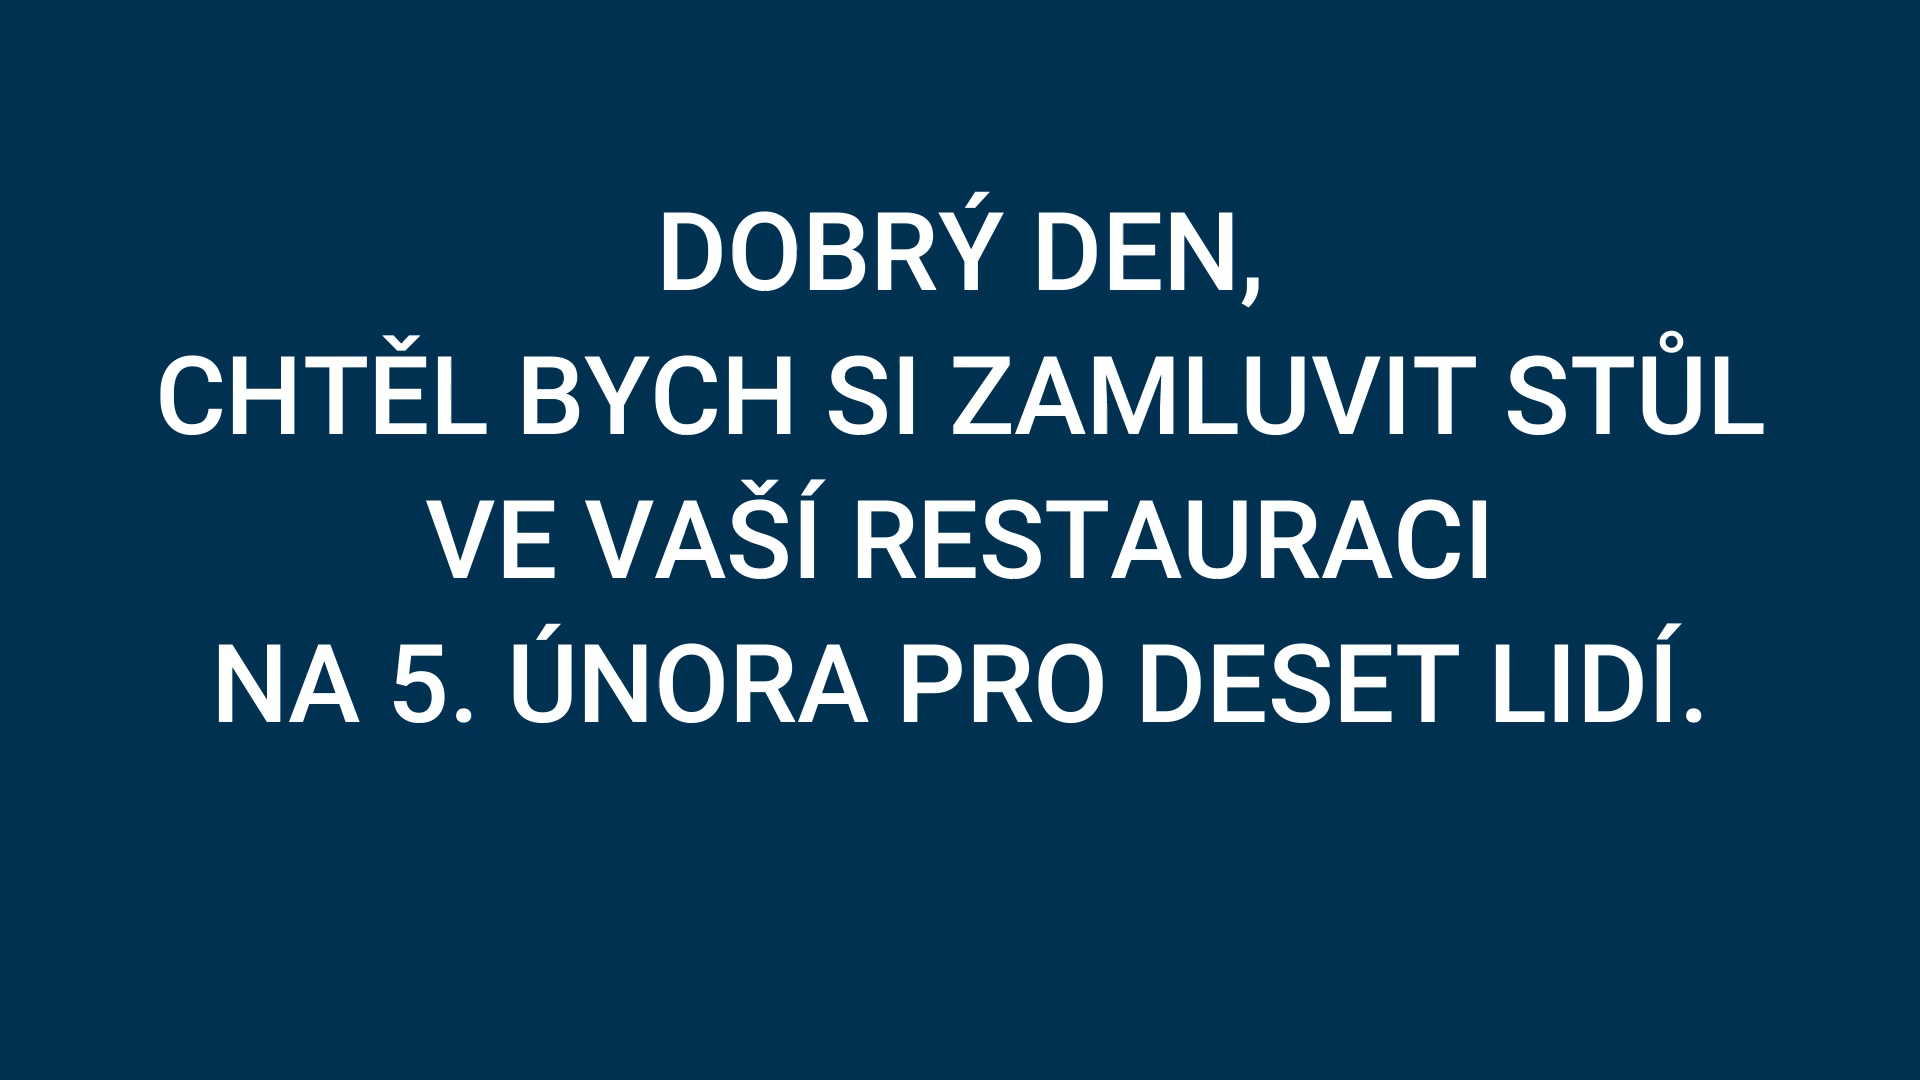 DOBRÝ DEN,
CHTĚL BYCH SI ZAMLUVIT STŮL
VE VAŠÍ RESTAURACI
NA 5. ÚNORA PRO DESET LIDÍ.